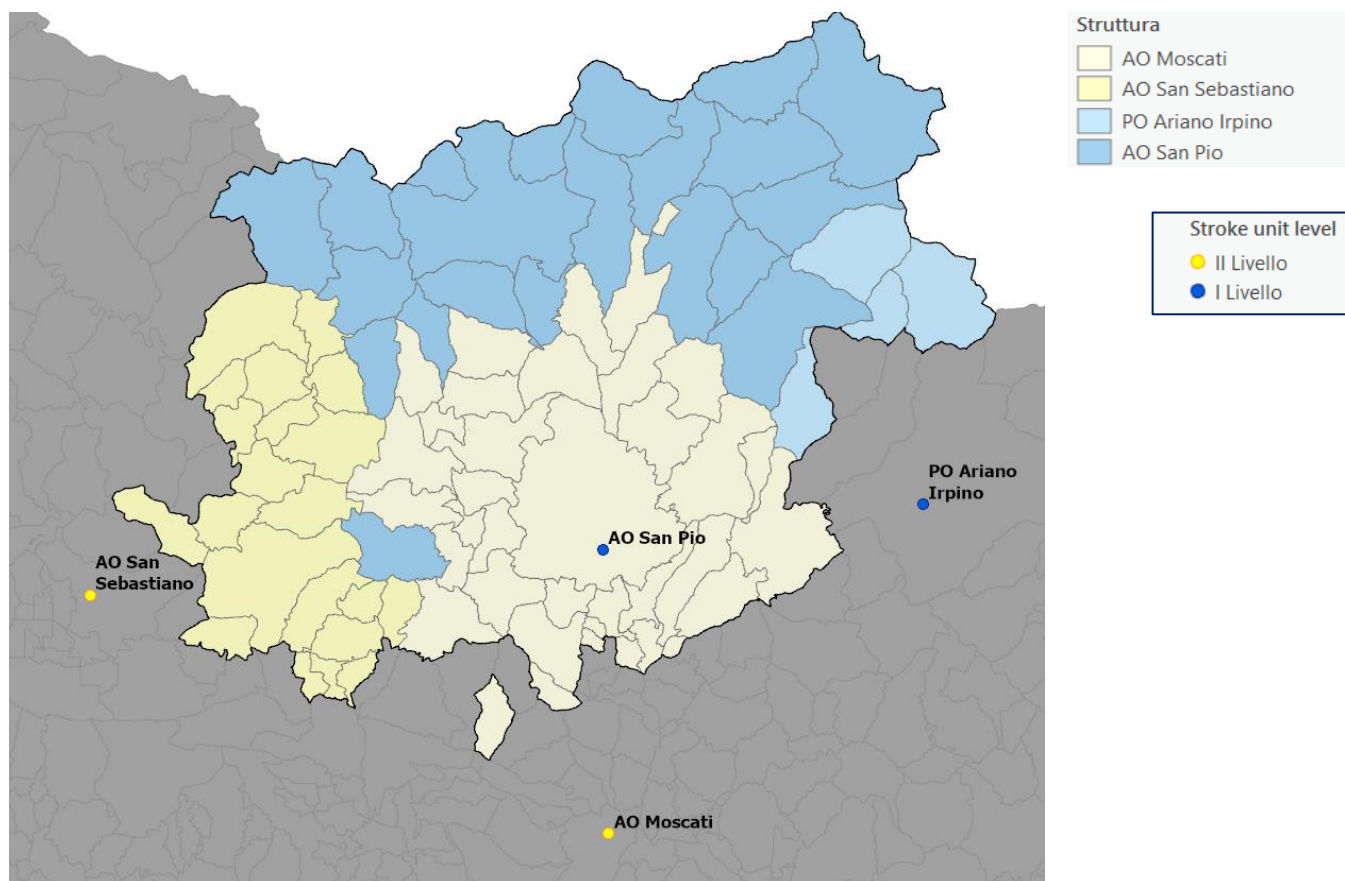 Struttura
AO Moscati
AO San Sebastiano
PO Ariano Irpino
AO San Pio
Stroke unit level
II Livello
I Livello
PO Ariano
Irpino
AO San Pio
AO San
Sebastiano
AO Moscati